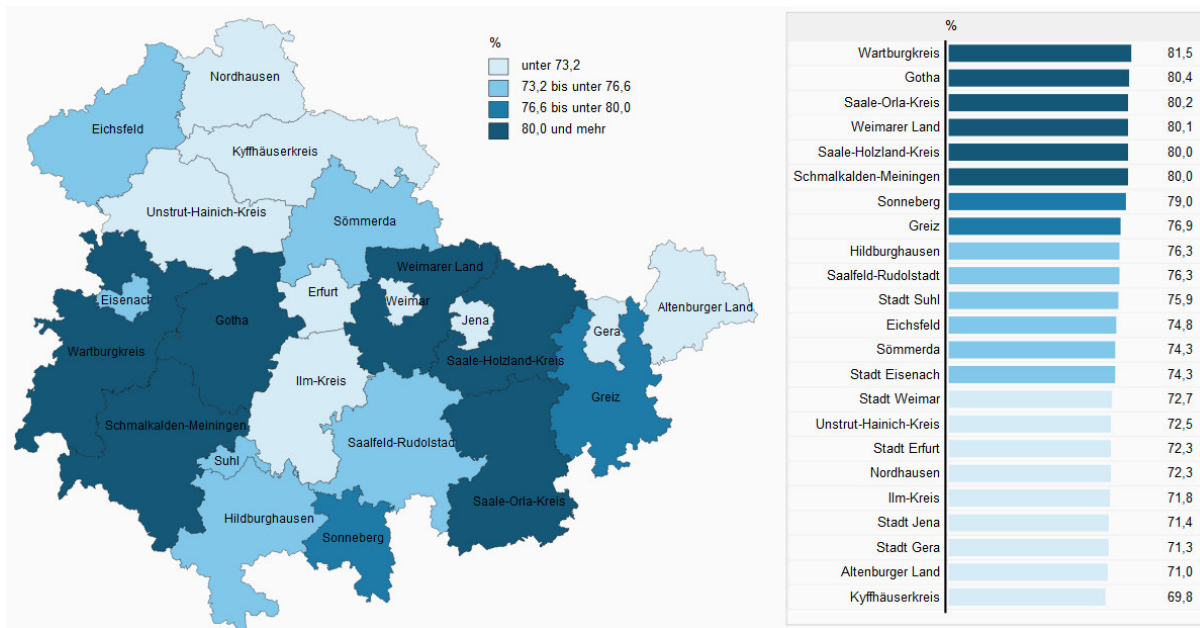 %
unter 73,2
73,2 bis unter 76,6
76,6 bis unter 80,0
80,0 und mehr
Nordhausen
Eichsfeld
Kyffhäuserkreis
Unstrut-Hainich-Kreis
Sömmerda
Weimarer Land
Erfurt
Eisenach
Weimar
Altenburger Land
Gotha
Jena
Gera
Wartburgkreis
Saale-Holzland-Kreis
Ilm-Kreis
Greiz
Schmalkalden-Meiningen
Saalfeld-Rudolstad
Suhl
Saale-Orla-Kreis
Hildburghausen
Sonneberg
%
Wartburgkreis 81,5
Gotha 80,4
Saale-Orla-Kreis 80,2
Weimarer Land 80,1
Saale-Holzland-Kreis 80,0
Schmalkalden-Meiningen 80,0
Sonneberg 79,0
Greiz 76,9
Hildburghausen 76,3
Saalfeld-Rudolstadt 76,3
Stadt Suhl 75,9
Eichsfeld 74,8
Sömmerda 74,3
Stadt Eisenach 74,3
Stadt Weimar 72,7
Unstrut-Hainich-Kreis 72,5
Stadt Erfurt 72,3
Nordhausen 72,3
Ilm-Kreis 71,8
Stadt Jena 71,4
Stadt Gera 71,3
Altenburger Land 71,0
Kyffhäuserkreis 69,8